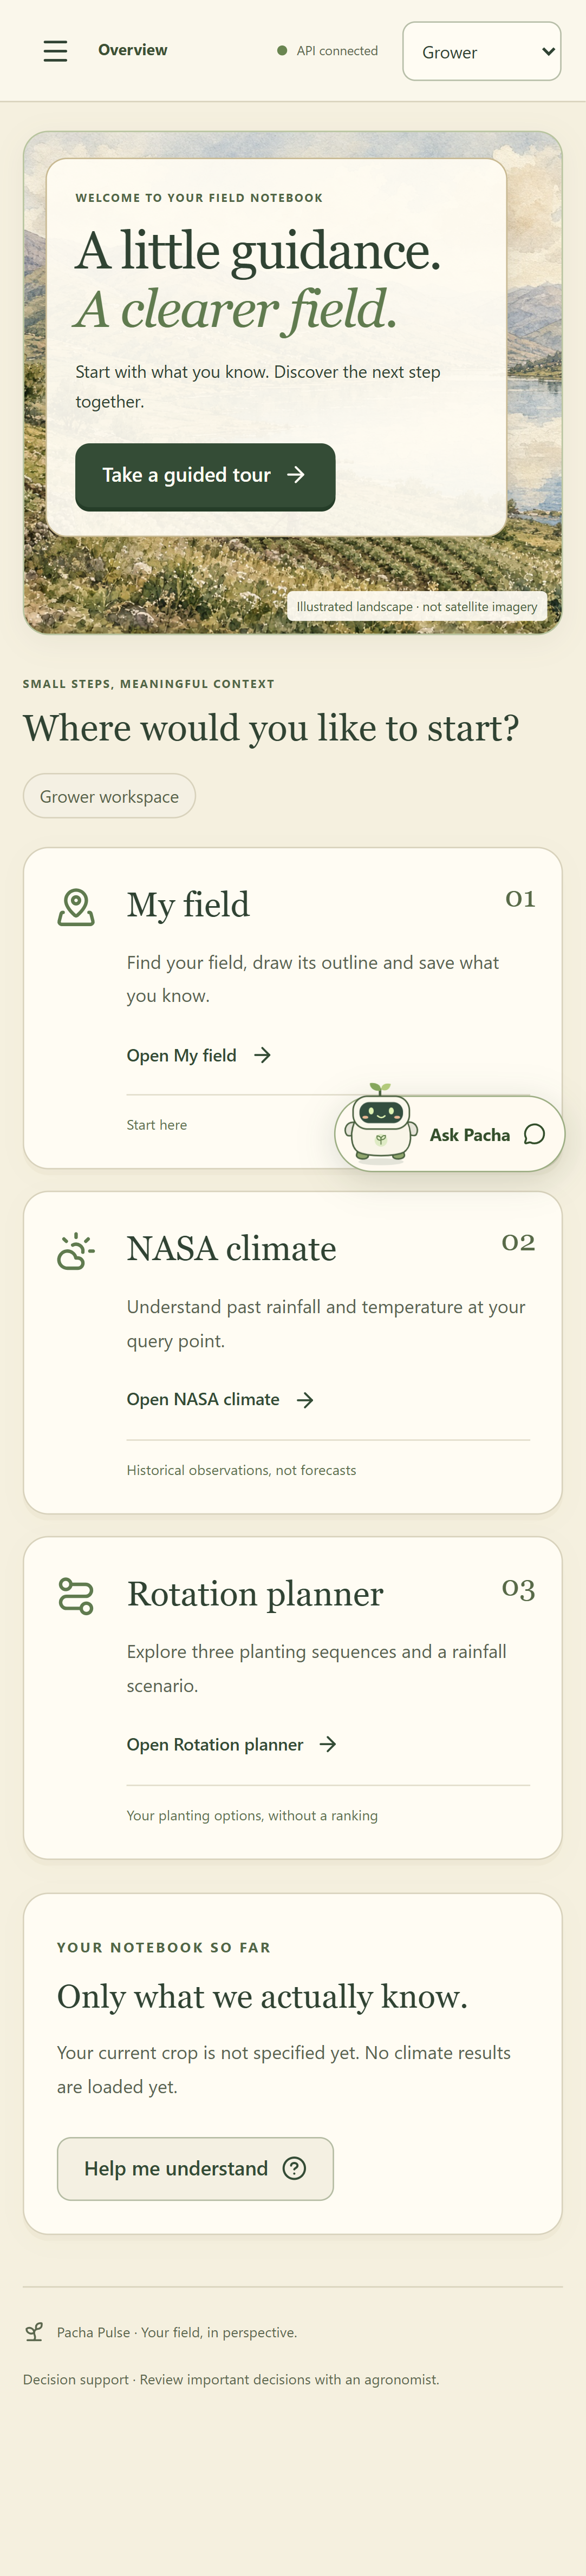 Overview
API connected
Grower
WELCOME TO YOUR FIELD NOTEBOOK
A little guidance.
A clearer field.
Start with what you know. Discover the next step
together.
Take a guided tour
Illustrated landscape · not satellite imagery
SMALL STEPS, MEANINGFUL CONTEXT
Where would you like to start?
Grower workspace
My field
01
Find your field, draw its outline and save what
you know.
Open My field
Start here
Ask Pacha
NASA climate
02
Understand past rainfall and temperature at your
query point.
Open NASA climate
Historical observations, not forecasts
Rotation planner
03
Explore three planting sequences and a rainfall
scenario.
Open Rotation planner
Your planting options, without a ranking
YOUR NOTEBOOK SO FAR
Only what we actually know.
Your current crop is not specified yet. No climate results
are loaded yet.
Help me understand
Pacha Pulse · Your field, in perspective.
Decision support · Review important decisions with an agronomist.